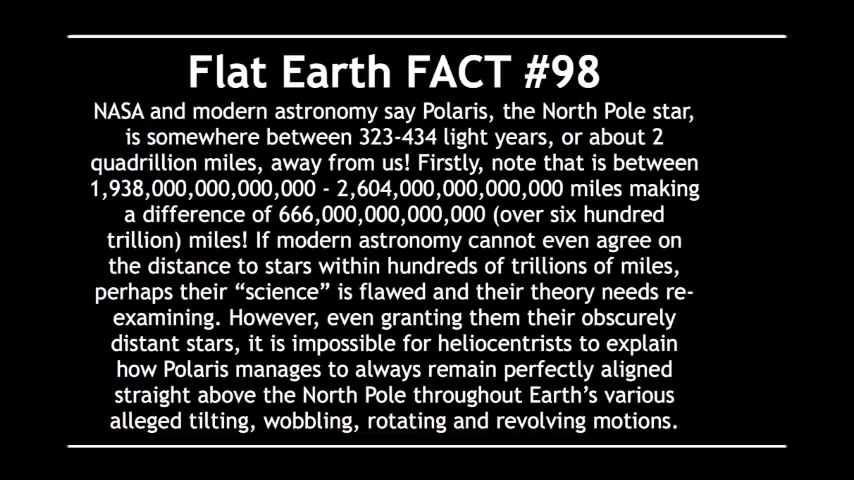 Flat Earth FACT #98
NASA and modern astronomy say Polaris, the North Pole star,
is somewhere between 323-434 light years, or about 2
quadrillion miles, away from us! Firstly, note that is between
1,938,000,000,000,000 - 2,604,000,000,000,000 miles making
a difference of 666,000,000,000,000 (over six hundred
trillion) miles! If modern astronomy cannot even agree on
the distance to stars within hundreds of trillions of miles,
perhaps their “science” is flawed and their theory needs re-
examining. However, even granting them their obscurely
distant stars, it is impossible for heliocentrists to explain
how Polaris manages to always remain perfectly aligned
straight above the North Pole throughout Earth’s various
alleged tilting, wobbling, rotating and revolving motions.